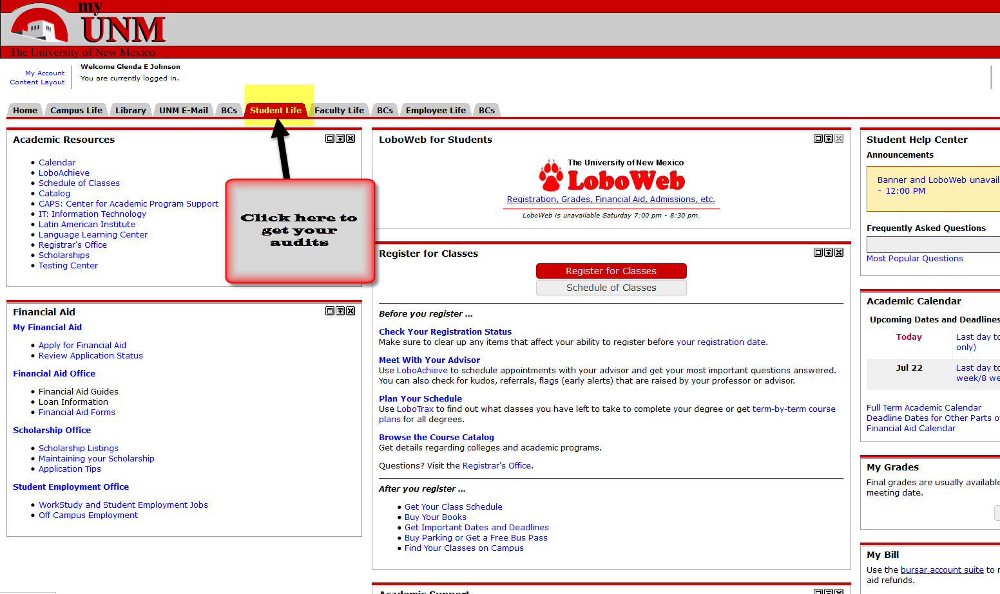 my
UNM
The University of New Mexico
My Account
Content Layout
Welcome Glenda E Johnson
You are currently logged in.
Home
Campus Life
Library
UNM E-Mail
BCs
Student Life
Faculty Life
BCs
Employee Life
BCs
Academic Resources
Calendar
LoboAchieve
Schedule of Classes
Catalog
CAPS: Center for Academic Program Support
IT: Information Technology
Latin American Institute
Language Learning Center
Registrar's Office
Scholarships
Testing Center
Click here to
get your
audits
Financial Aid
My Financial Aid
Apply for Financial Aid
Review Application Status
Financial Aid Office
Financial Aid Guides
Loan Information
Financial Aid Forms
Scholarship Office
Scholarship Listings
Maintaining your Scholarship
Application Tips
Student Employment Office
WorkStudy and Student Employment Jobs
Off Campus Employment
LoboWeb for Students
The University of New Mexico
LoboWeb
Registration, Grades, Financial Aid, Admissions, etc.
LoboWeb is unavailable Saturday 7:00 pm - 8:30 pm.
Register for Classes
Register for Classes
Schedule of Classes
Before you register ...
Check Your Registration Status
Make sure to clear up any items that affect your ability to register before your registration date.
Meet With Your Advisor
Use LoboAchieve to schedule appointments with your advisor and get your most important questions answered.
You can also check for kudos, referrals, flags (early alerts) that are raised by your professor or advisor.
Plan Your Schedule
Use LoboTrax to find out what classes you have left to take to complete your degree or get term-by-term course
plans for all degrees.
Browse the Course Catalog
Get details regarding colleges and academic programs.
Questions? Visit the Registrar's Office.
After you register ...
Get Your Class Schedule
Buy Your Books
Get Important Dates and Deadlines
Buy Parking or Get a Free Bus Pass
Find Your Classes on Campus
Academic Support
Student Help Center
Announcements
Banner and LoboWeb unavail
- 12:00 PM
Frequently Asked Questions
Most Popular Questions
Academic Calendar
Upcoming Dates and Deadlines
Today
Last day to
only)
Jul 22
Last day to
week/8 we
Full Term Academic Calendar
Deadline Dates for Other Parts o
Financial Aid Calendar
My Grades
Final grades are usually available
meeting date.
My Bill
Use the bursar account suite to
aid refunds.